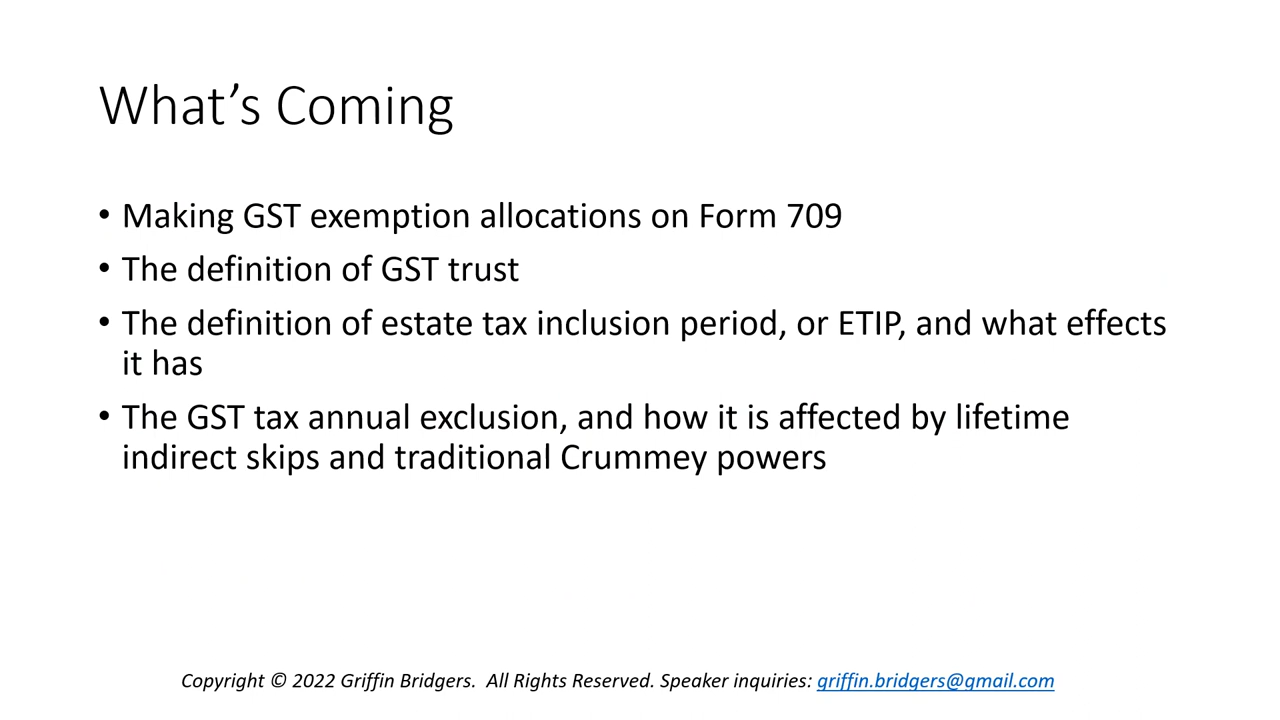 What’s Coming
• Making GST exemption allocations on Form 709
• The definition of GST trust
• The definition of estate tax inclusion period, or ETIP, and what effects
it has
• The GST tax annual exclusion, and how it is affected by lifetime
indirect skips and traditional Crummey powers
Copyright © 2022 Griffin Bridgers.  All Rights Reserved. Speaker inquiries: griffin.bridgers@gmail.com